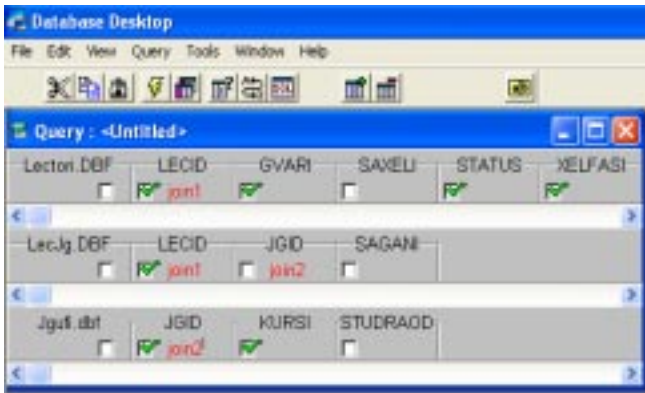 Database Desktop
File Edit View Query Tools Window Help
Query : <Untitled>
Lectori.DBF LECID GVARI SAXELI STATUS XELFASI
join1
LecJg.DBF LECID JGID SAGANI
join1 join2
Jgufi.dbf JGID KURSI STUDRAOD
join2